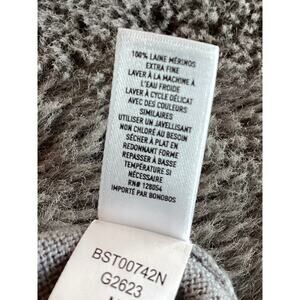 100% LAINE MÉRINOS
EXTRA FINE
LAVER À LA MACHINE À
L'EAU FROIDE
LAVER À CYCLE DÉLICAT
AVEC DES COULEURS
SIMILAIRES
UTILISER UN JAVELLISANT
NON CHLORÉ AU BESOIN
SÉCHER À PLAT EN
REDONNANT FORME
REPASSER À BASSE
TEMPÉRATURE SI
NÉCESSAIRE
RN# 128054
IMPORTÉ PAR BONOBOS
BST00742N
G2623